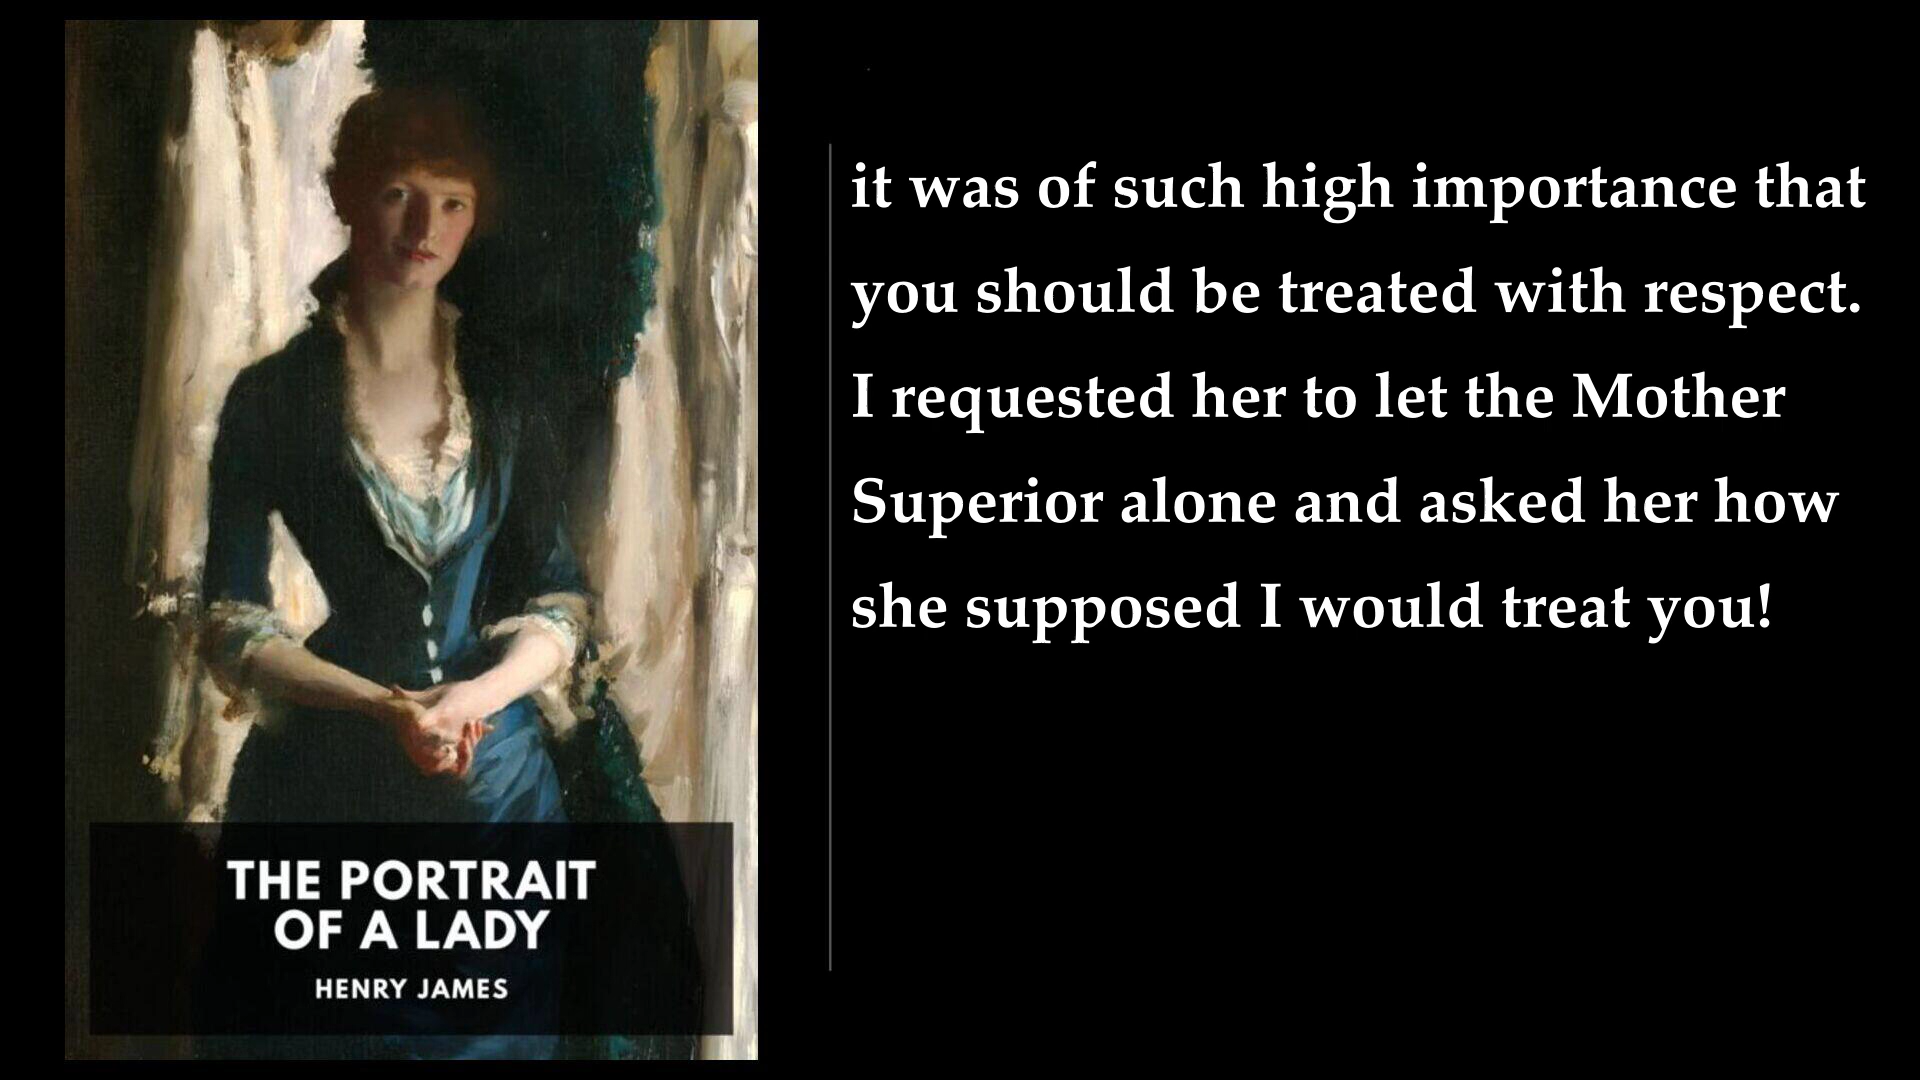 THE PORTRAIT
OF A LADY
HENRY JAMES
it was of such high importance that
you should be treated with respect.
I requested her to let the Mother
Superior alone and asked her how
she supposed I would treat you!